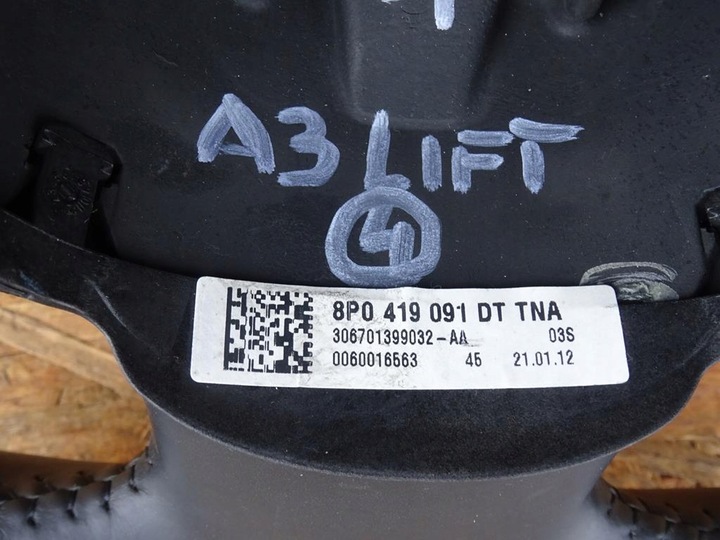 A3 LIFT
4
8P0 419 091 DT TNA
306701399032-AA 03S
0060016563 45 21.01.12